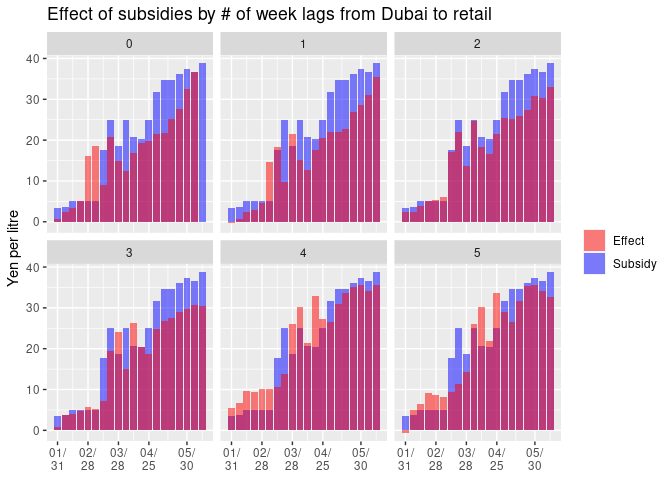 Effect of subsidies by # of week lags from Dubai to retail
0 1 2
40
30
20
10
0
3 4 5
40
30
20
10
0
Yen per litre
Effect
Subsidy
01/ 02/ 03/ 04/ 05/ 01/ 02/ 03/ 04/ 05/ 01/ 02/ 03/ 04/ 05/
31 28 28 25 30 31 28 28 25 30 31 28 28 25 30